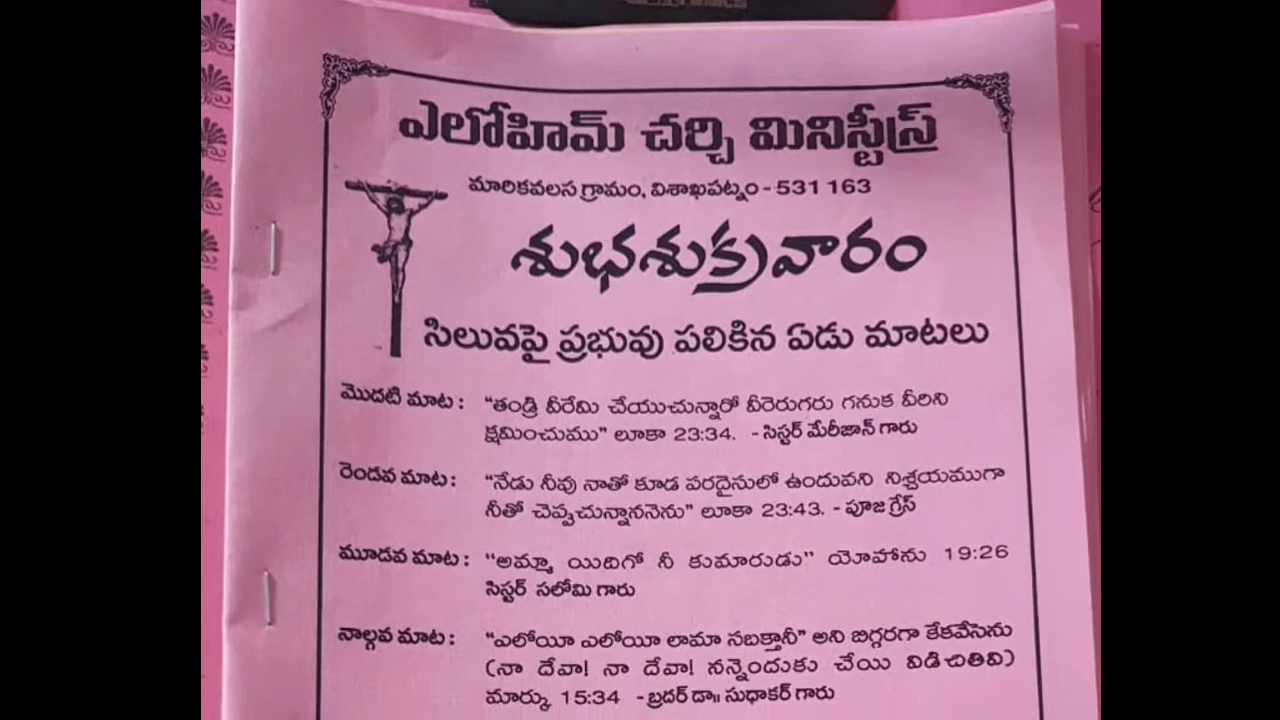 ఎలోహిమ్ చర్చి మినిస్ట్రీస్
మారికవలస గ్రామం, విశాఖపట్నం - 531 163
శుభశుక్రవారం
సిలువపై ప్రభువు పలికిన ఏడు మాటలు
మొదటి మాట : "తండ్రి వీరేమి చేయుచున్నారో వీరెరుగరు గనుక వీరిని
క్షమించుము" లూకా 23:34. - సిస్టర్ మేరీజాన్ గారు
రెండవ మాట : "నేడు నీవు నాతో కూడ పరదైసులో ఉందువని నిశ్చయముగా
నీతో చెప్పుచున్నాననెను" లూకా 23:43. - పూజ గ్రేస్
మూడవ మాట : "అమ్మా యిదిగో నీ కుమారుడు" యోహాను 19:26
సిస్టర్ సలోమి గారు
నాల్గవ మాట : "ఎలోయీ ఎలోయీ లామా సబక్తానీ" అని బిగ్గరగా కేకవేసెను
(నా దేవా! నా దేవా! నన్నెందుకు చేయి విడిచితివి)
మార్కు 15:34 - బ్రదర్ డా॥ సుధాకర్ గారు